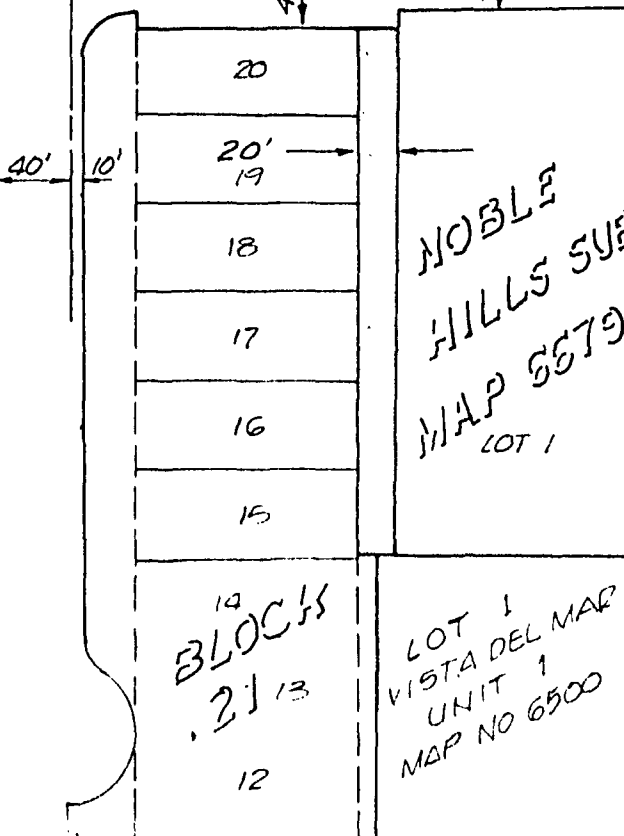 20
40' 10'
20'
19
18
17
16
15
14
BLOCK
21
13
12
NOBLE
HILLS
MAP
LOT 1
LOT 1
VISTA DEL MAR
UNIT 1
MAP NO 6500